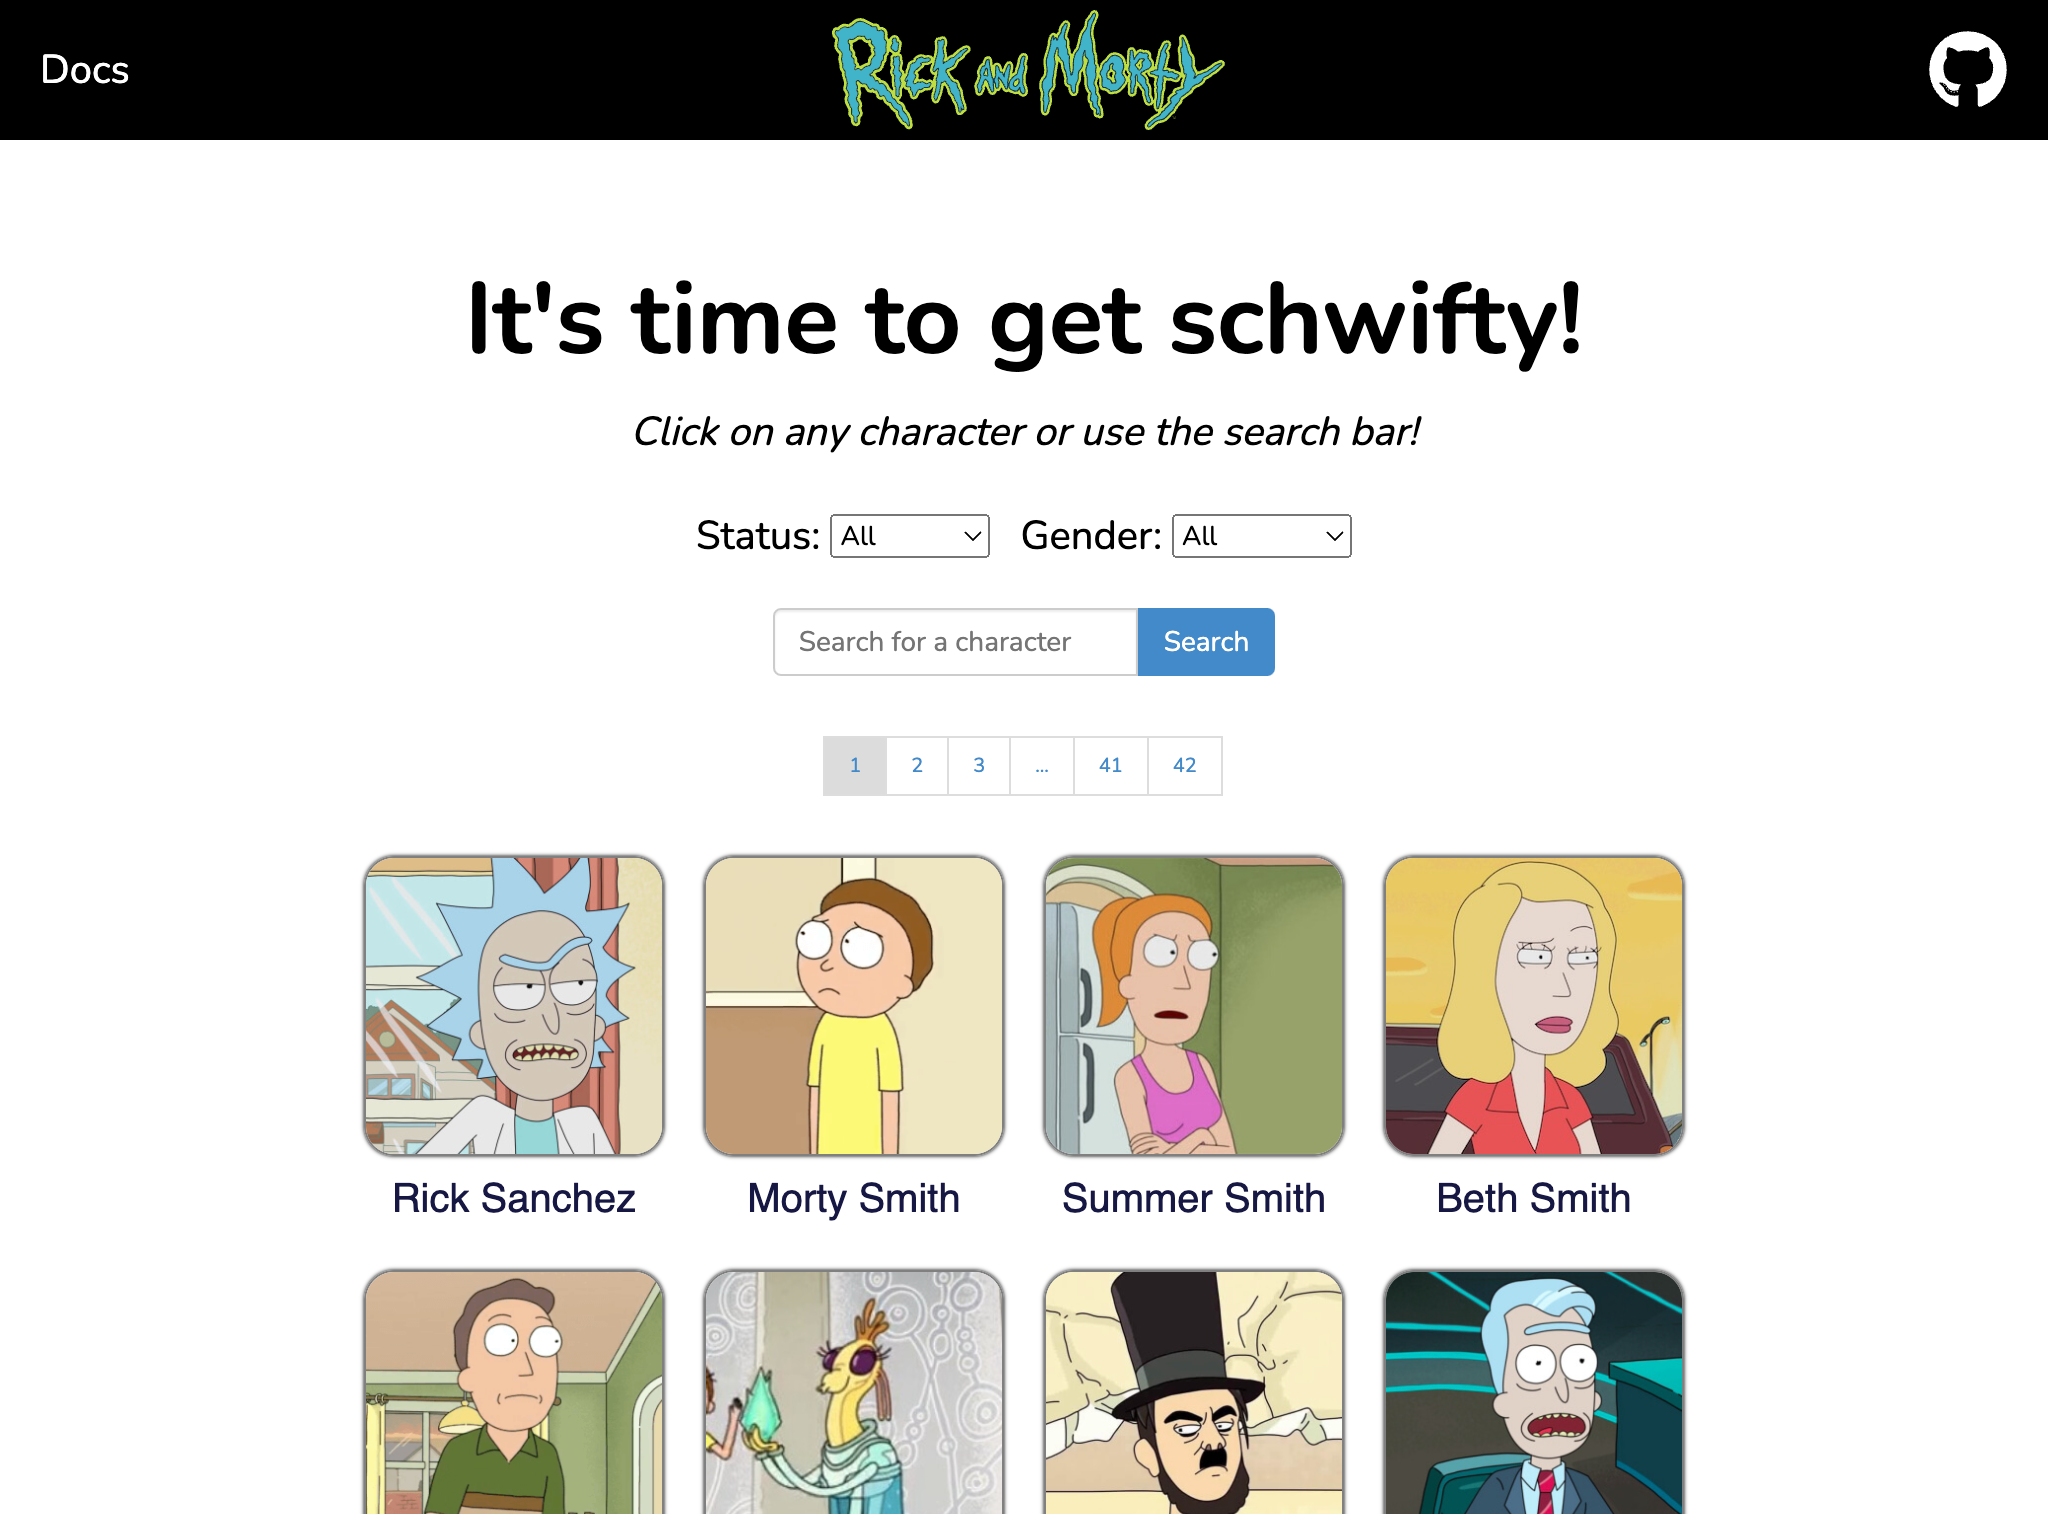 Docs
Rick and Morty
It's time to get schwifty!
Click on any character or use the search bar!
Status: All Gender: All
Search for a character Search
1 2 3 ... 41 42
Rick Sanchez Morty Smith Summer Smith Beth Smith